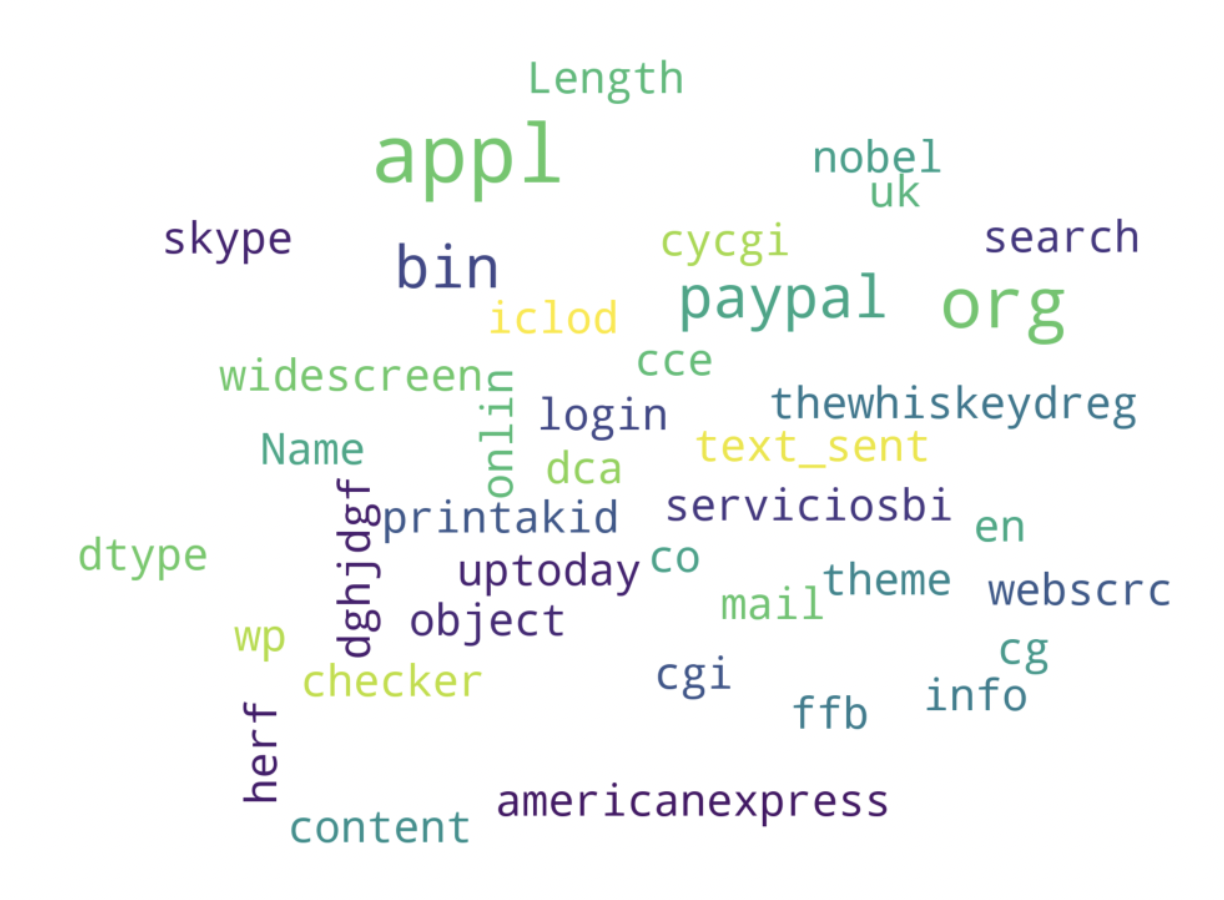 Length
appl
nobel
uk
skype
bin
cycgi
search
iclod
paypal
org
widescreen
onlin
cce
login
thewhiskeydreg
Name
dca
text_sent
dghjdgf
printakid
serviciosbi
en
dtype
uptoday
co
theme
webscrc
object
mail
wp
checker
cgi
cg
herf
ffb
info
content
americanexpress